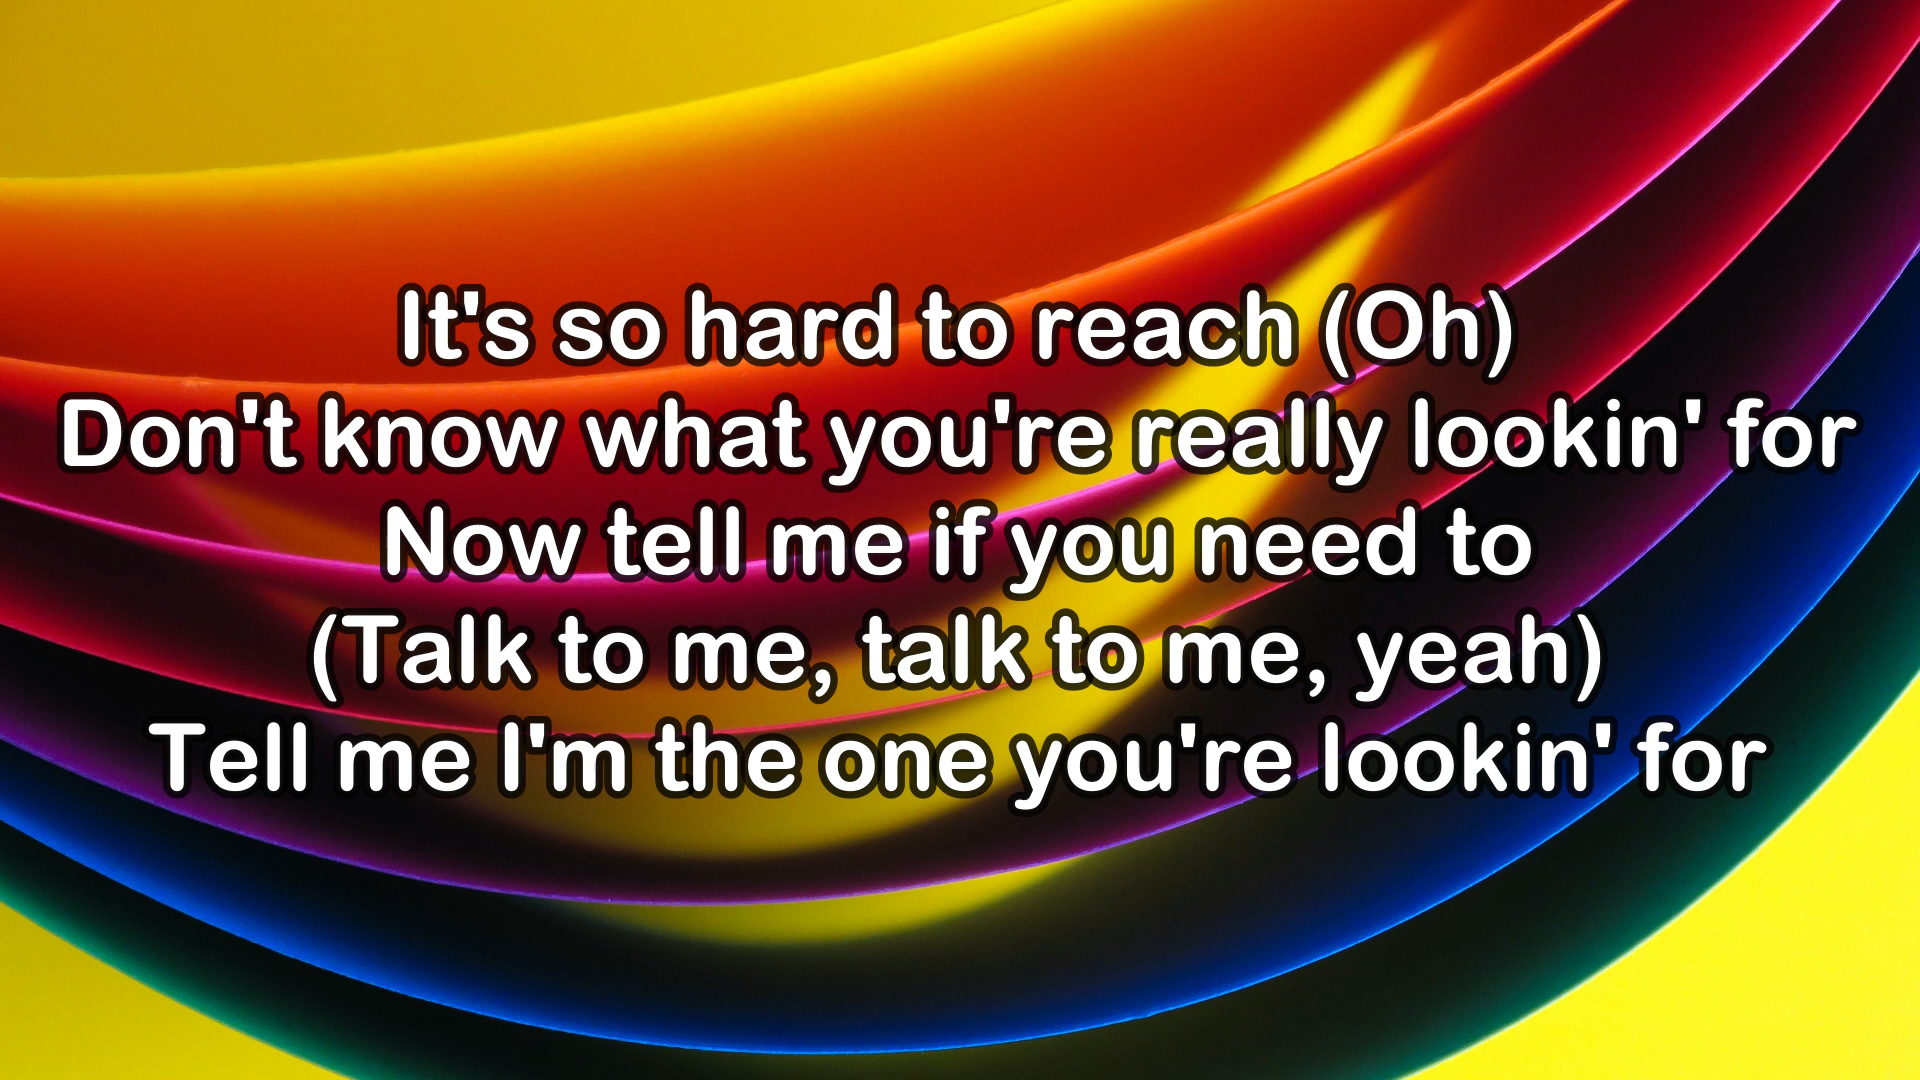 It's so hard to reach (Oh)
Don't know what you're really lookin' for
Now tell me if you need to
(Talk to me, talk to me, yeah)
Tell me I'm the one you're lookin' for